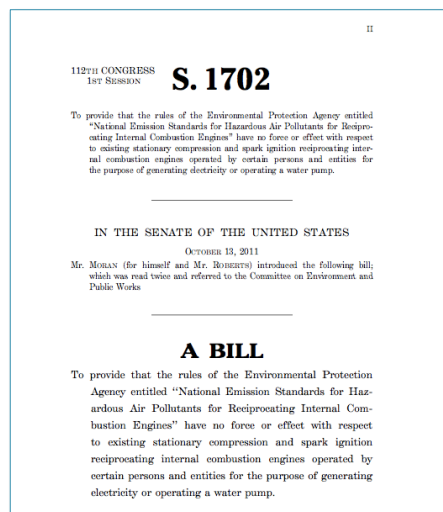 II
112TH CONGRESS
1ST SESSION
S. 1702
To provide that the rules of the Environmental Protection Agency entitled
“National Emission Standards for Hazardous Air Pollutants for Recipro-
cating Internal Combustion Engines” have no force or effect with respect
to existing stationary compression and spark ignition reciprocating inter-
nal combustion engines operated by certain persons and entities for
the purpose of generating electricity or operating a water pump.
IN THE SENATE OF THE UNITED STATES
OCTOBER 13, 2011
Mr. MORAN (for himself and Mr. ROBERTS) introduced the following bill;
which was read twice and referred to the Committee on Environment and
Public Works
A BILL
To provide that the rules of the Environmental Protection
Agency entitled “National Emission Standards for Haz-
ardous Air Pollutants for Reciprocating Internal Com-
bustion Engines” have no force or effect with respect
to existing stationary compression and spark ignition
reciprocating internal combustion engines operated by
certain persons and entities for the purpose of generating
electricity or operating a water pump.